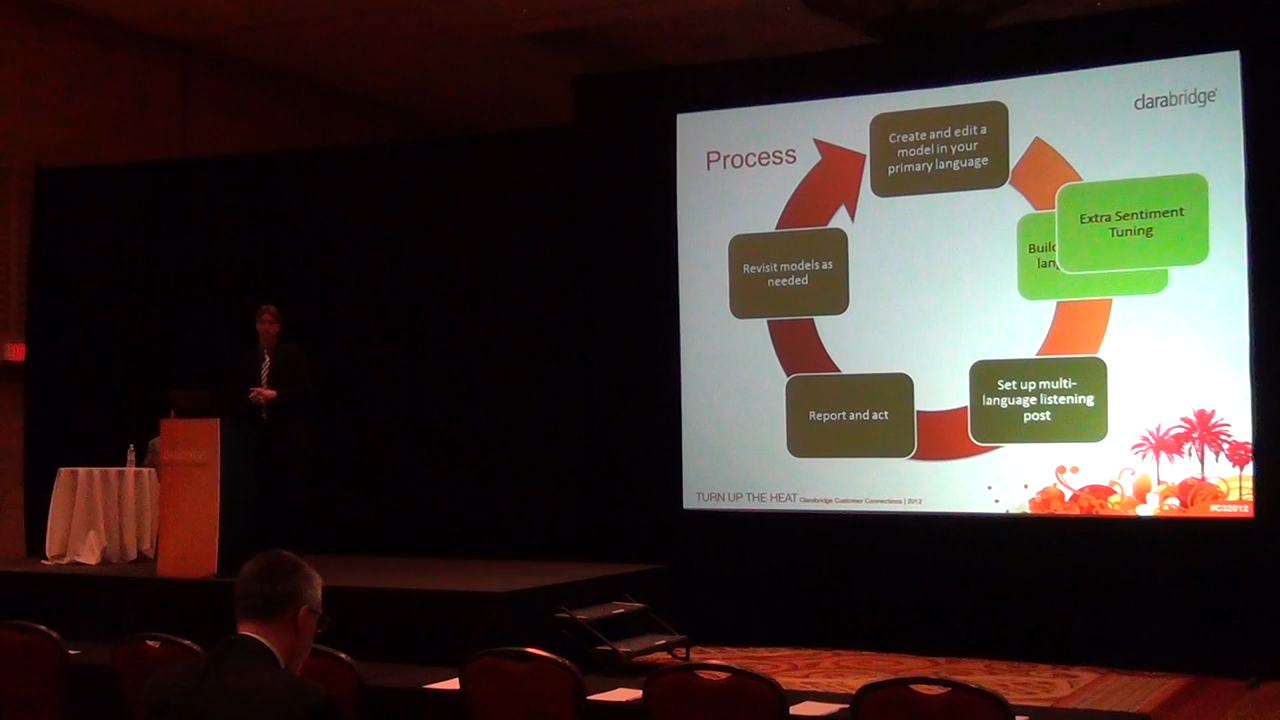 clarabridge
Process
Create and edit a
model in your
primary language
Extra Sentiment
Tuning
Revisit models as
needed
Set up multi-
language listening
post
Report and act
TURN UP THE HEAT Clarabridge Customer Connections | 2012
#C32012